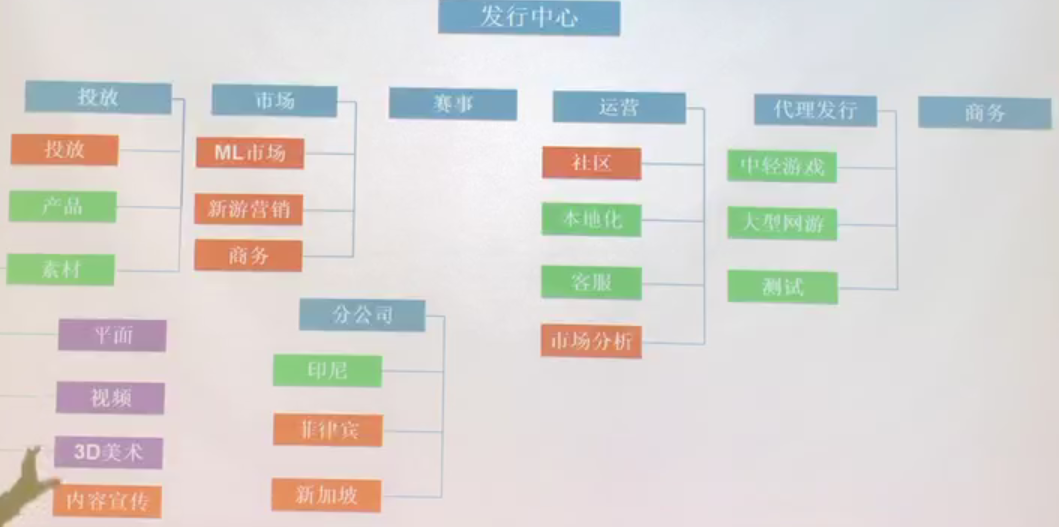 发行中心
投放
市场
赛事
运营
代理发行
商务
投放
产品
素材
平面
视频
3D美术
内容宣传
ML市场
新游营销
商务
分公司
印尼
菲律宾
新加坡
社区
本地化
客服
市场分析
中轻游戏
大型网游
测试